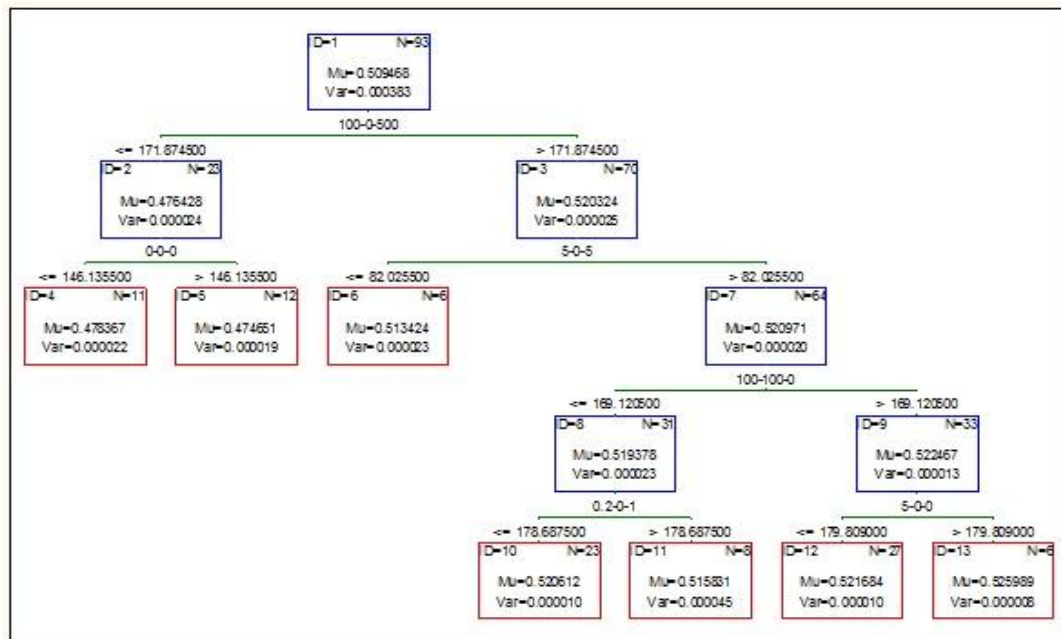 ID=1 N=93
Mu=0.509468
Var=0.000383
100-0-500
<= 171.874500 > 171.874500
ID=2 N=23 ID=3 N=70
Mu=0.476428 Mu=0.520324
Var=0.000024 Var=0.000025
0-0-0 5-0-5
<= 146.135500 > 146.135500 <= 82.025500 > 82.025500
ID=4 N=11 ID=5 N=12 ID=6 N=6 ID=7 N=64
Mu=0.478367 Mu=0.474651 Mu=0.513424 Mu=0.520971
Var=0.000022 Var=0.000019 Var=0.000023 Var=0.000020
100-100-0
<= 169.120500 > 169.120500
ID=8 N=31 ID=9 N=33
Mu=0.519378 Mu=0.522467
Var=0.000023 Var=0.000013
0.2-0-1 5-0-0
<= 178.687500 > 178.687500 <= 179.809000 > 179.809000
ID=10 N=23 ID=11 N=8 ID=12 N=27 ID=13 N=6
Mu=0.520612 Mu=0.515831 Mu=0.521684 Mu=0.525989
Var=0.000010 Var=0.000045 Var=0.000010 Var=0.000008